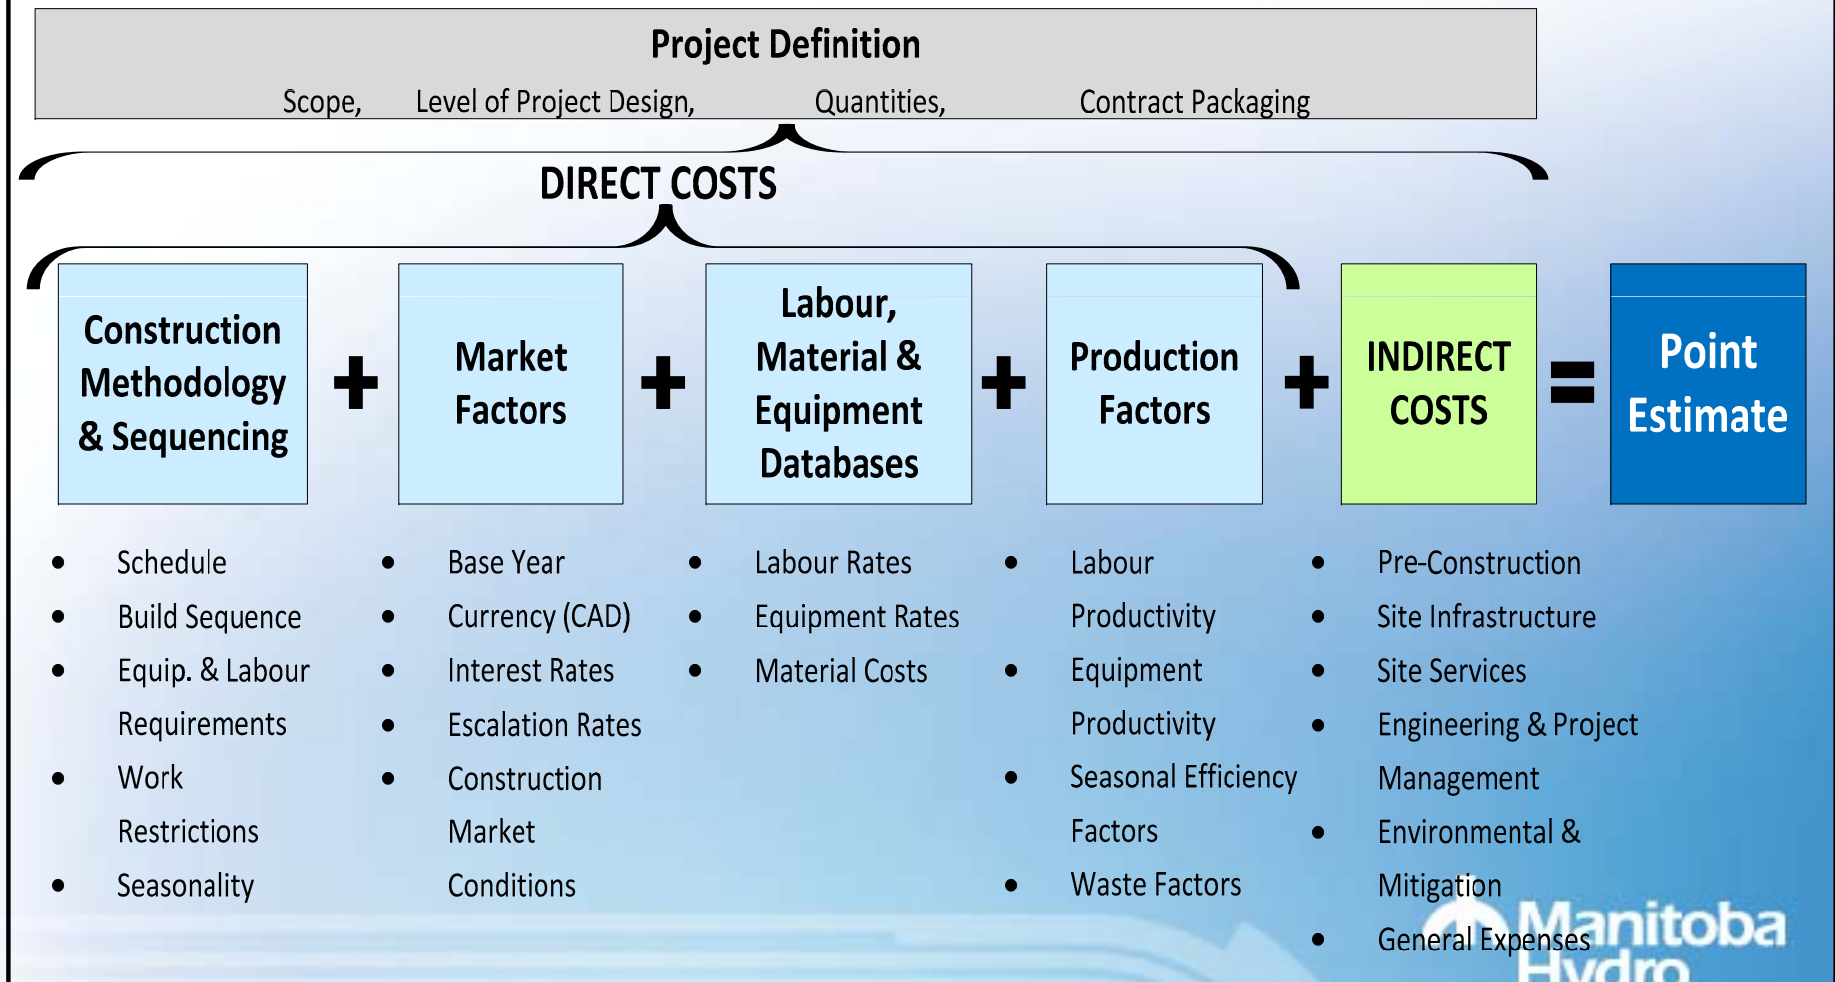 Project Definition
Scope, Level of Project Design, Quantities, Contract Packaging
DIRECT COSTS
Construction
Methodology
& Sequencing
+
Market
Factors
+
Labour,
Material &
Equipment
Databases
+
Production
Factors
+
INDIRECT
COSTS
=
Point
Estimate
• Schedule
• Build Sequence
• Equip. & Labour
Requirements
• Work
Restrictions
• Seasonality
• Base Year
• Currency (CAD)
• Interest Rates
• Escalation Rates
• Construction
Market
Conditions
• Labour Rates
• Equipment Rates
• Material Costs
• Labour
Productivity
• Equipment
Productivity
• Seasonal Efficiency
Factors
• Waste Factors
• Pre-Construction
• Site Infrastructure
• Site Services
• Engineering & Project
Management
• Environmental &
Mitigation
• General Expenses
Manitoba
Hydro